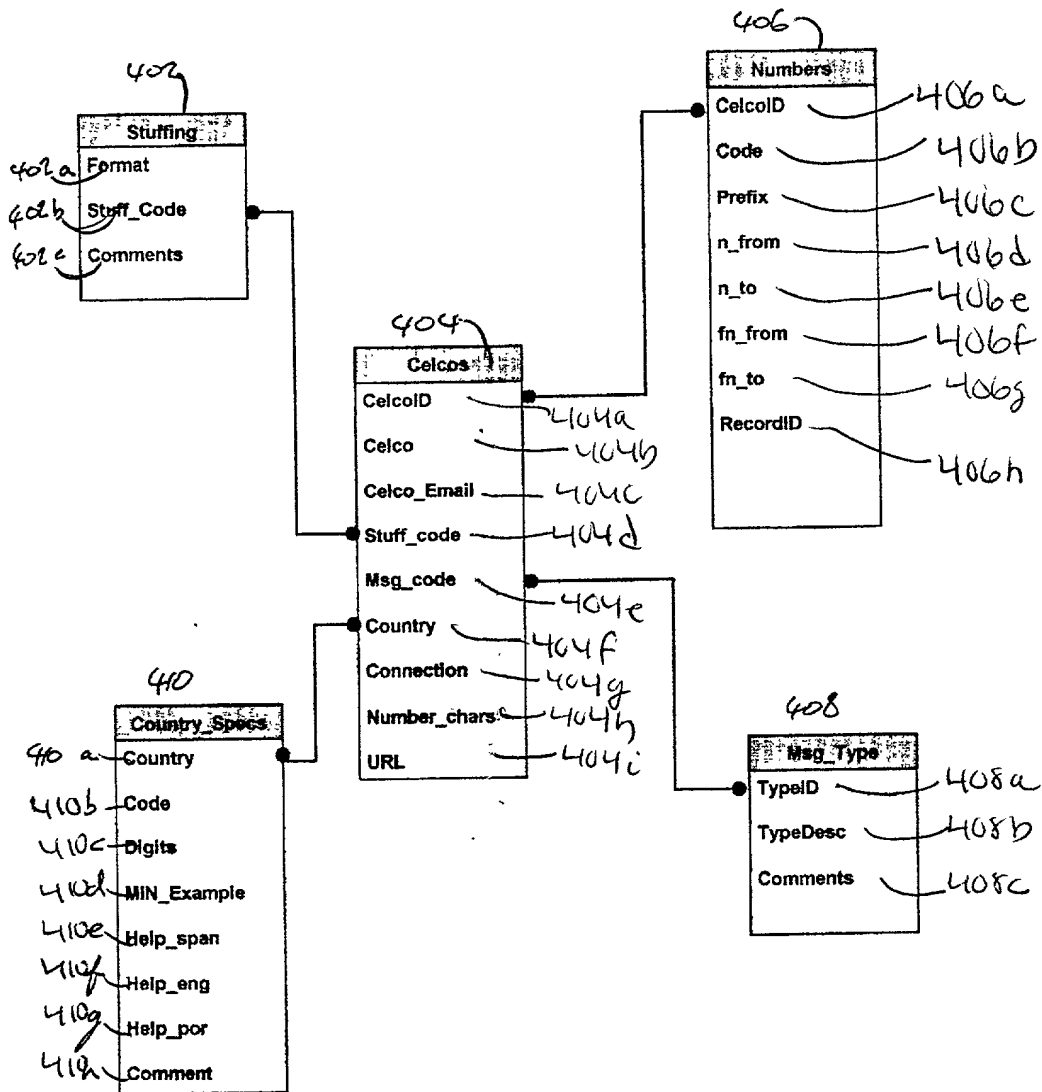 402
Stuffing
402a Format
402b Stuff_Code
402c Comments
406
Numbers
CelcoID 406a
Code 406b
Prefix 406c
n_from 406d
n_to 406e
fn_from 406f
fn_to 406g
RecordID 406h
404
Celcos
CelcoID 404a
Celco 404b
Celco_Email 404c
Stuff_code 404d
Msg_code 404e
Country 404f
Connection 404g
Number_chars 404h
URL 404i
410
Country_Specs
410a Country
410b Code
410c Digits
410d MIN_Example
410e Help_span
410f Help_eng
410g Help_por
410h Comment
408
Msg_Type
TypeID 408a
TypeDesc 408b
Comments 408c